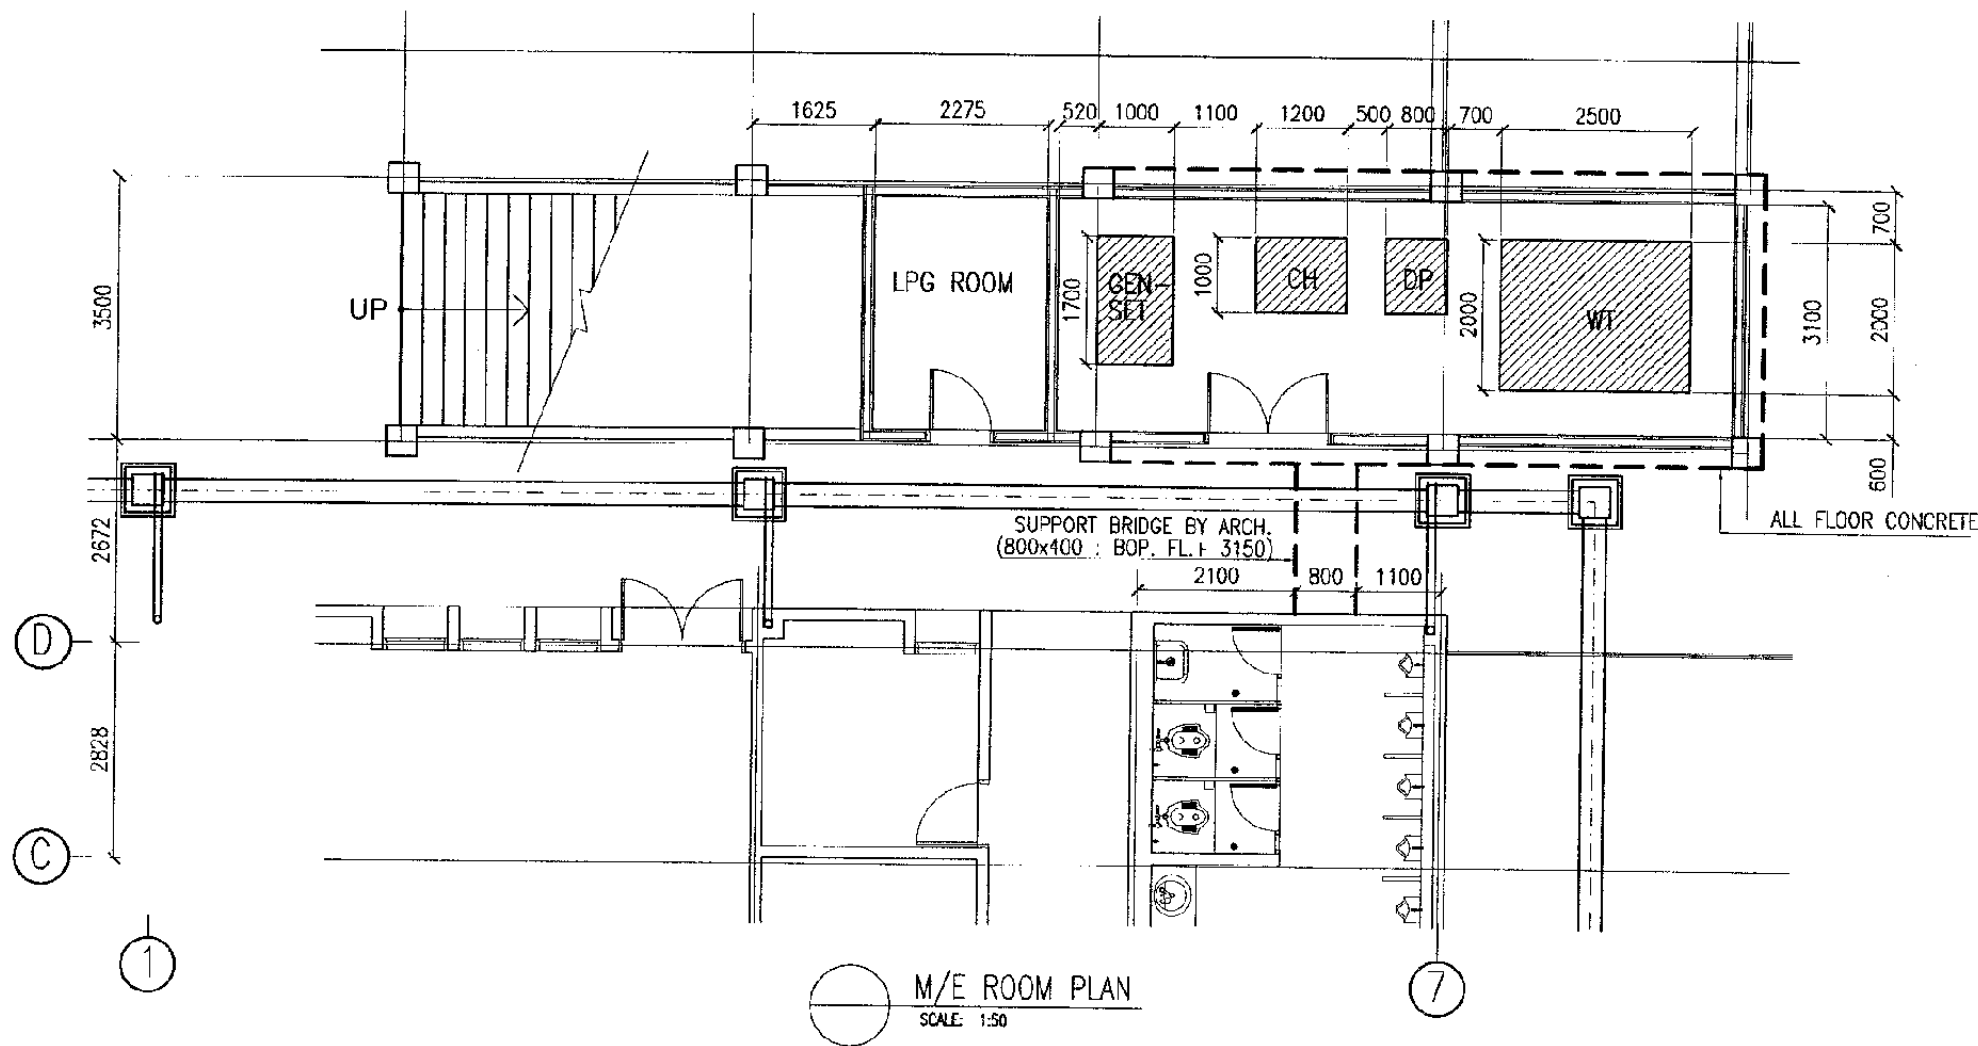 1625 2275 520 1000 1100 1200 500 800 700 2500
3500
UP
LPG ROOM
1700
GEN-
SET
1000
CH
DP
2000
WT
700
3100
2000
600
ALL FLOOR CONCRETE
SUPPORT BRIDGE BY ARCH.
(800x400 : BOP. FL.+ 3150)
2100 800 1100
2672
D
2828
C
1
7
M/E ROOM PLAN
SCALE: 1:50